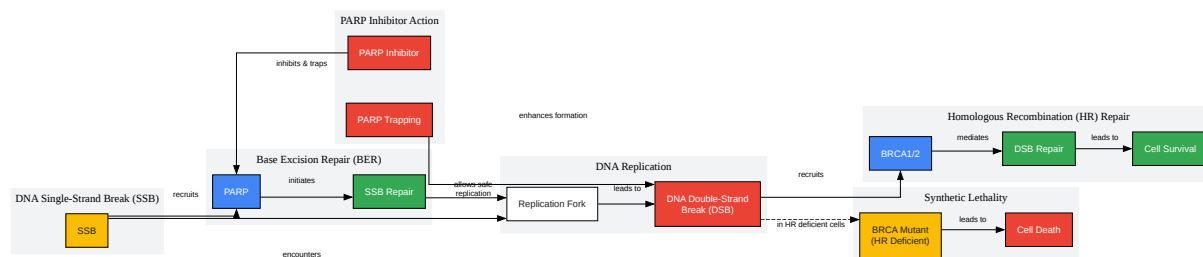 PARP Inhibitor Action
PARP Inhibitor
inhibits & traps
PARP Trapping
enhances formation
Homologous Recombination (HR) Repair
BRCA1/2
mediates
DSB Repair
leads to
Cell Survival
Base Excision Repair (BER)
PARP
initiates
SSB Repair
allows safe
replication
DNA Replication
Replication Fork
leads to
DNA Double-Strand
Break (DSB)
recruits
in HR deficient cells
DNA Single-Strand Break (SSB)
SSB
recruits
encounters
Synthetic Lethality
BRCA Mutant
(HR Deficient)
leads to
Cell Death